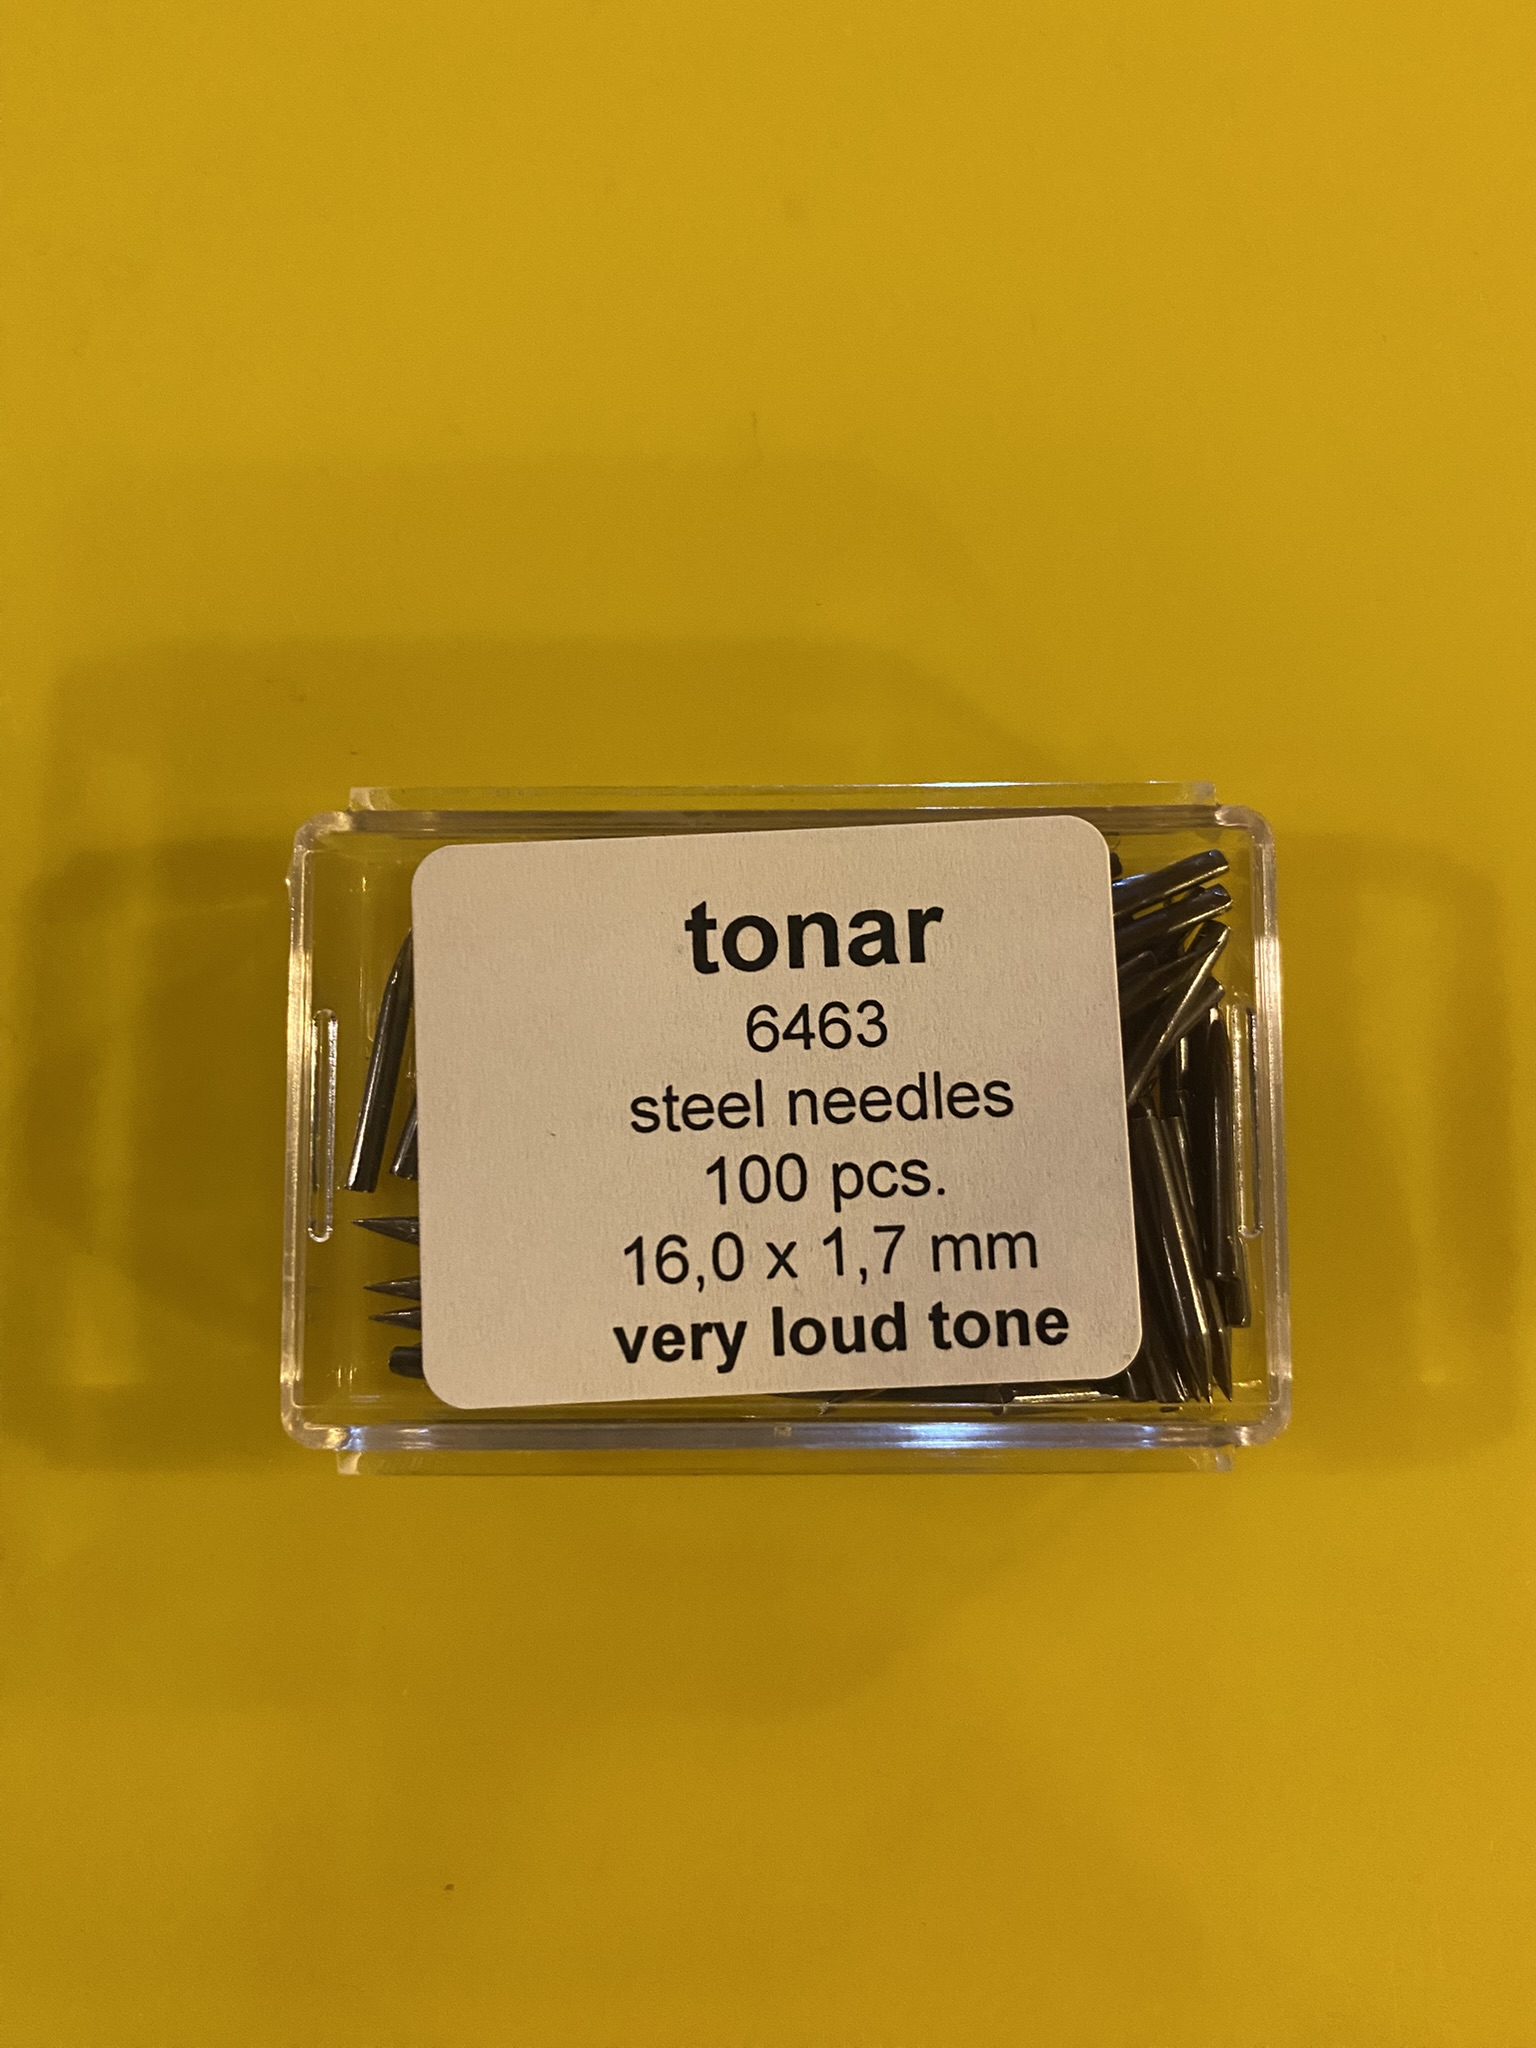 tonar
6463
steel needles
100 pcs.
16,0 x 1,7 mm
very loud tone